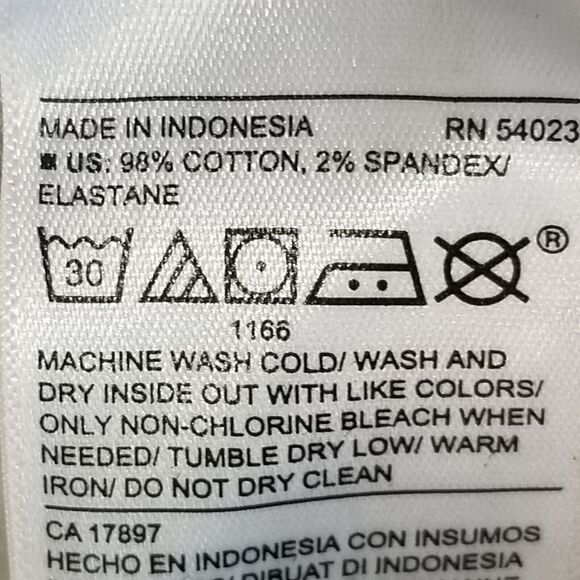 MADE IN INDONESIA RN 54023
US: 98% COTTON, 2% SPANDEX/
ELASTANE
30
®
1166
MACHINE WASH COLD/ WASH AND
DRY INSIDE OUT WITH LIKE COLORS/
ONLY NON-CHLORINE BLEACH WHEN
NEEDED/ TUMBLE DRY LOW/ WARM
IRON/ DO NOT DRY CLEAN
CA 17897
HECHO EN INDONESIA CON INSUMOS
DI INDONESIA